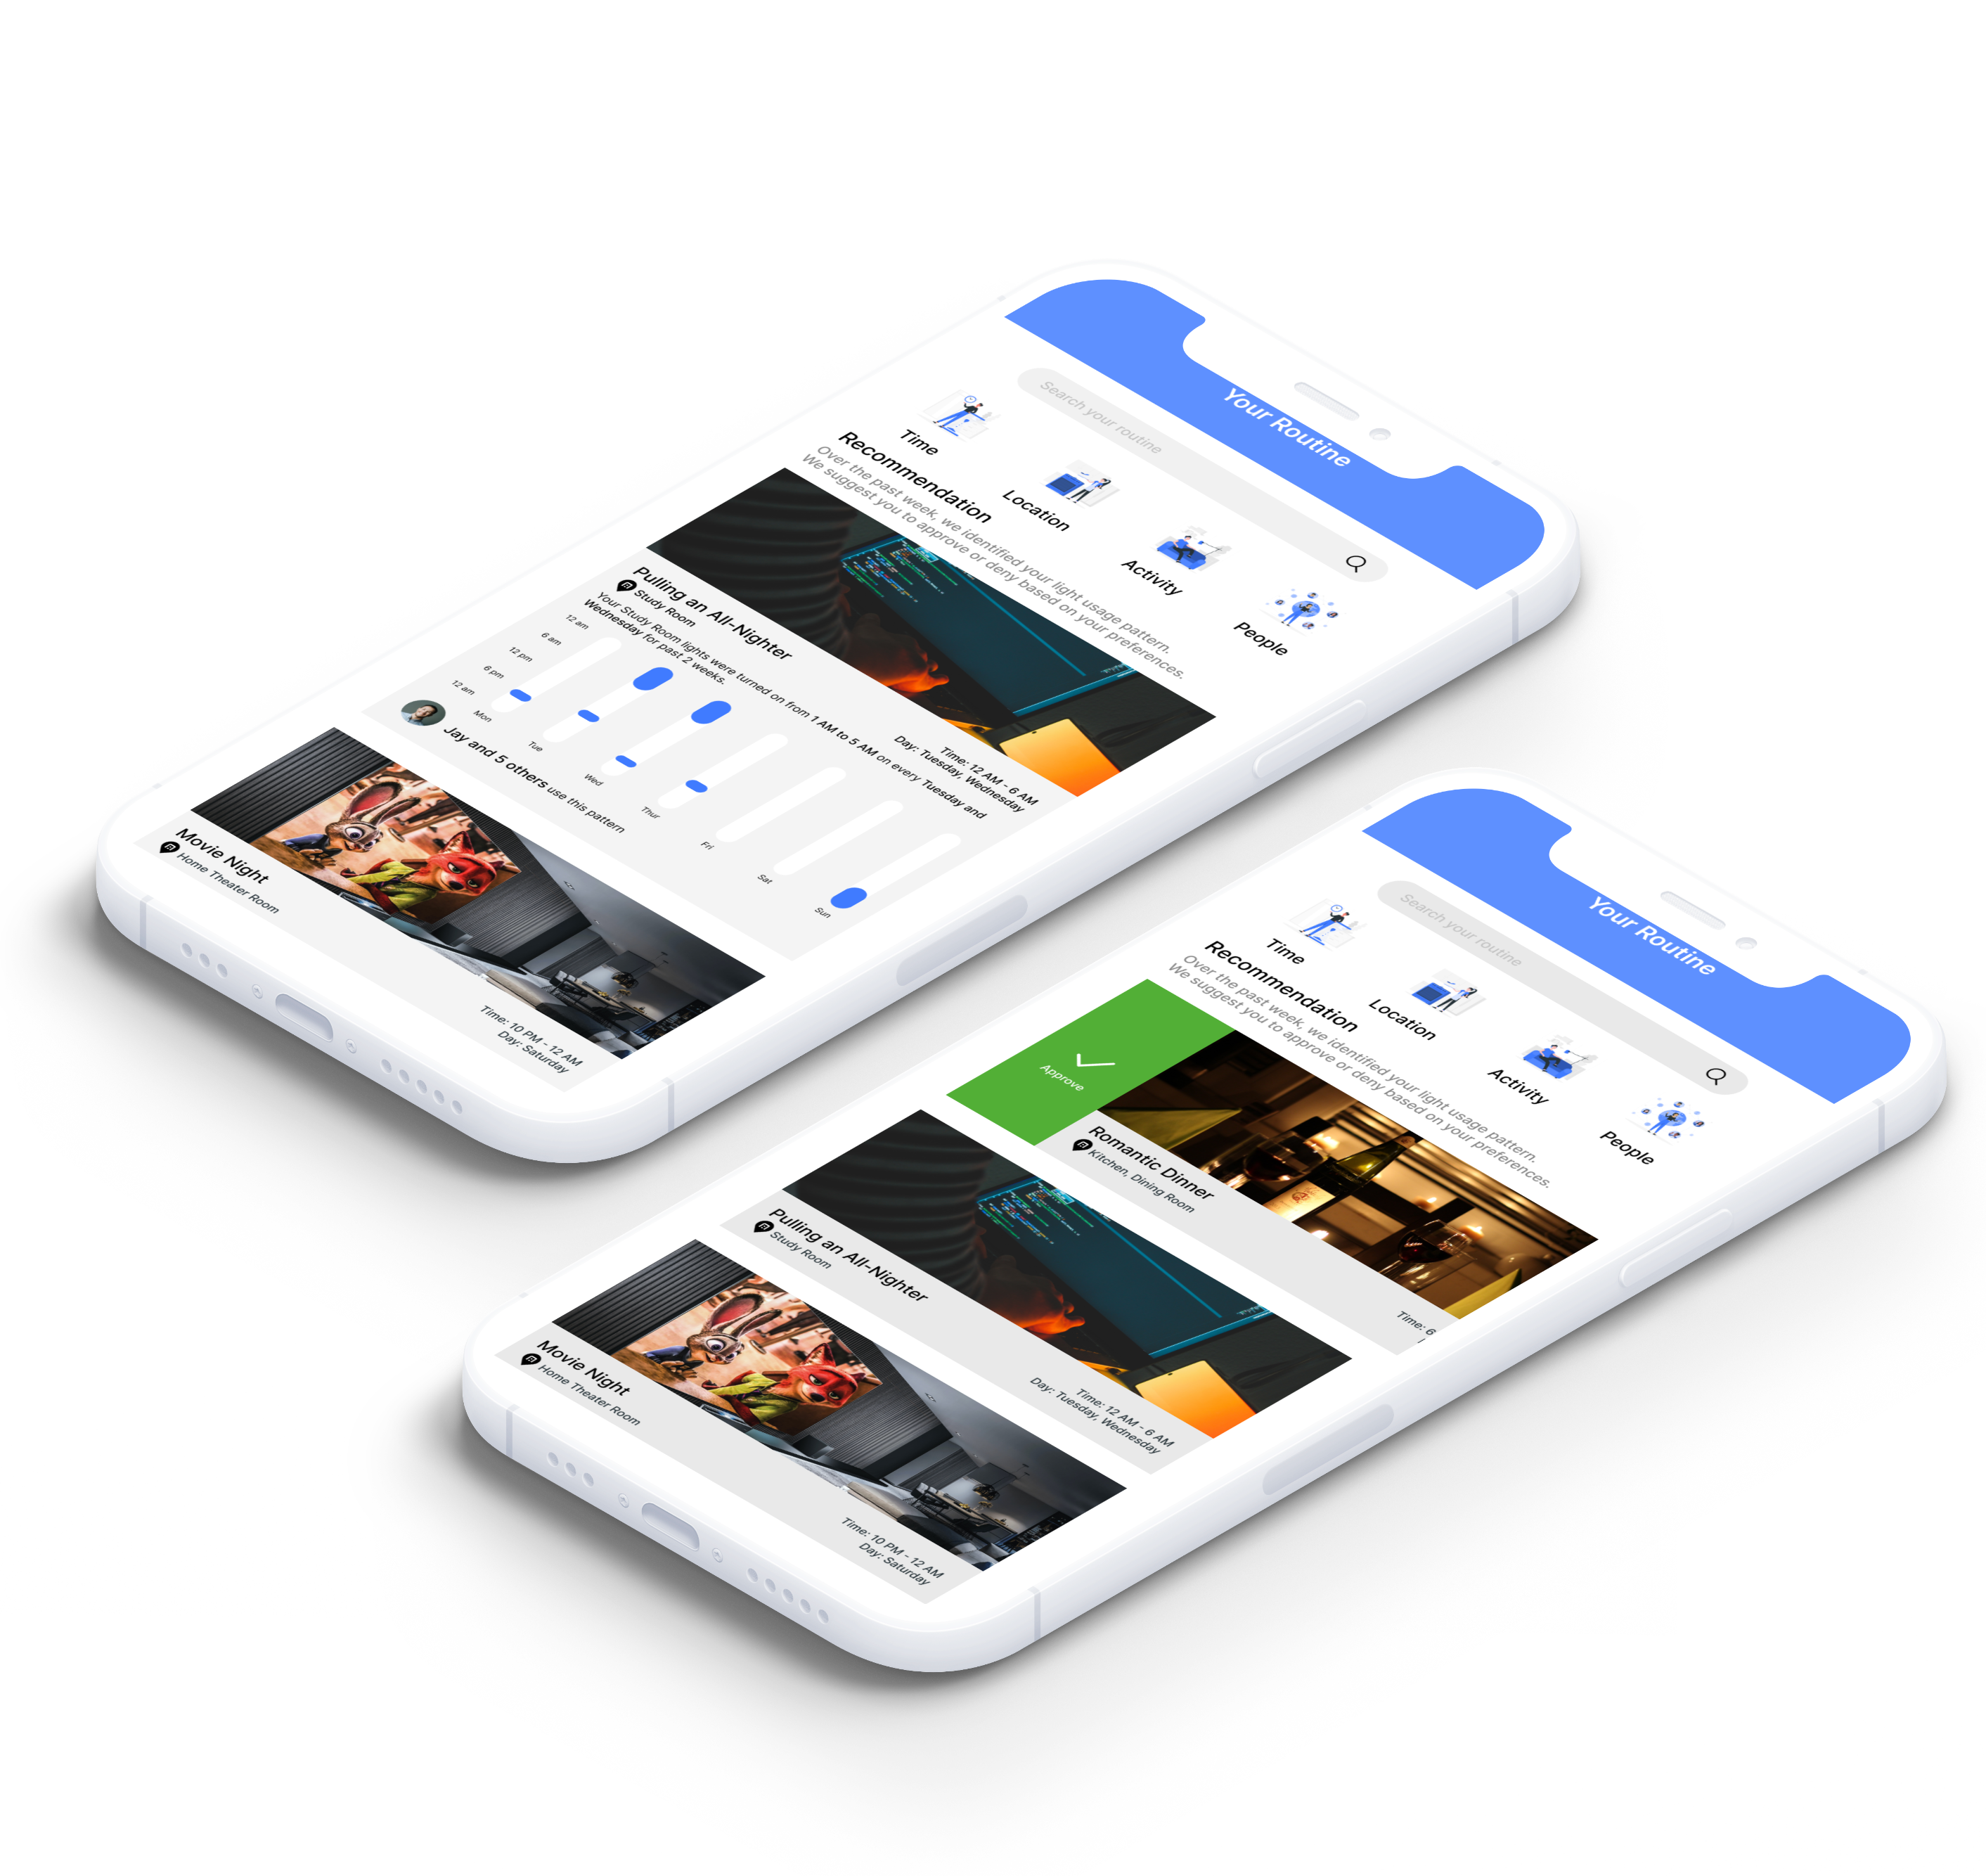 Your Routine
Search your routine
Time
Location
Activity
People
Recommendation
Over the past week, we identified your light usage pattern.
We suggest you to approve or deny based on your preferences.
Pulling an All-Nighter
Study Room
Time: 12 AM - 6 AM
Day: Tuesday, Wednesday
Your Study Room lights were turned on from 1 AM to 5 AM on every Tuesday and
Wednesday for past 2 weeks.
12 am
6 am
12 pm
6 pm
12 am
Mon
Tue
Wed
Thur
Fri
Sat
Sun
Jay and 5 others use this pattern
Movie Night
Home Theater Room
Time: 10 PM - 12 AM
Day: Saturday
Your Routine
Search your routine
Time
Location
Activity
People
Recommendation
Over the past week, we identified your light usage pattern.
We suggest you to approve or deny based on your preferences.
Approve
Romantic Dinner
Kitchen, Dining Room
Time: 6
Pulling an All-Nighter
Study Room
Time: 12 AM - 6 AM
Day: Tuesday, Wednesday
Movie Night
Home Theater Room
Time: 10 PM - 12 AM
Day: Saturday